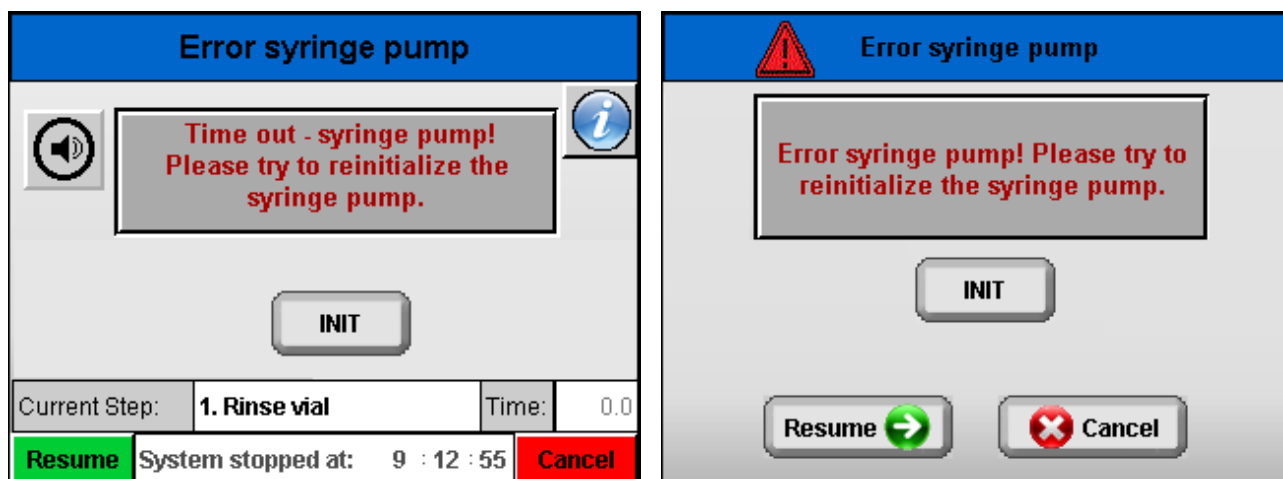 Error syringe pump
Time out - syringe pump!
Please try to reinitialize the
syringe pump.
INIT
Current Step: 1. Rinse vial Time: 0.0
Resume System stopped at: 9 : 12 : 55 Cancel
Error syringe pump
Error syringe pump! Please try to
reinitialize the syringe pump.
INIT
Resume Cancel